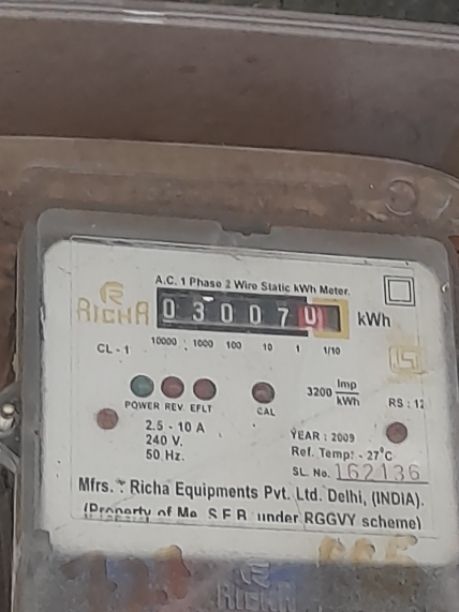 A.C. 1 Phase 2 Wire Static kWh Meter.
RICHA
03007 kWh
CL - 1
10000 1000 100 10 1 1/10
POWER REV. EFLT
CAL
3200 Imp/kWh
RS : 12
2.5 - 10 A
240 V.
50 Hz.
YEAR : 2009
Ref. Temp. - 27°C
SL. No. 162136
Mfrs. : Richa Equipments Pvt. Ltd. Delhi, (INDIA).
(Property of S.E.B. under RGGVY scheme)
RICHA